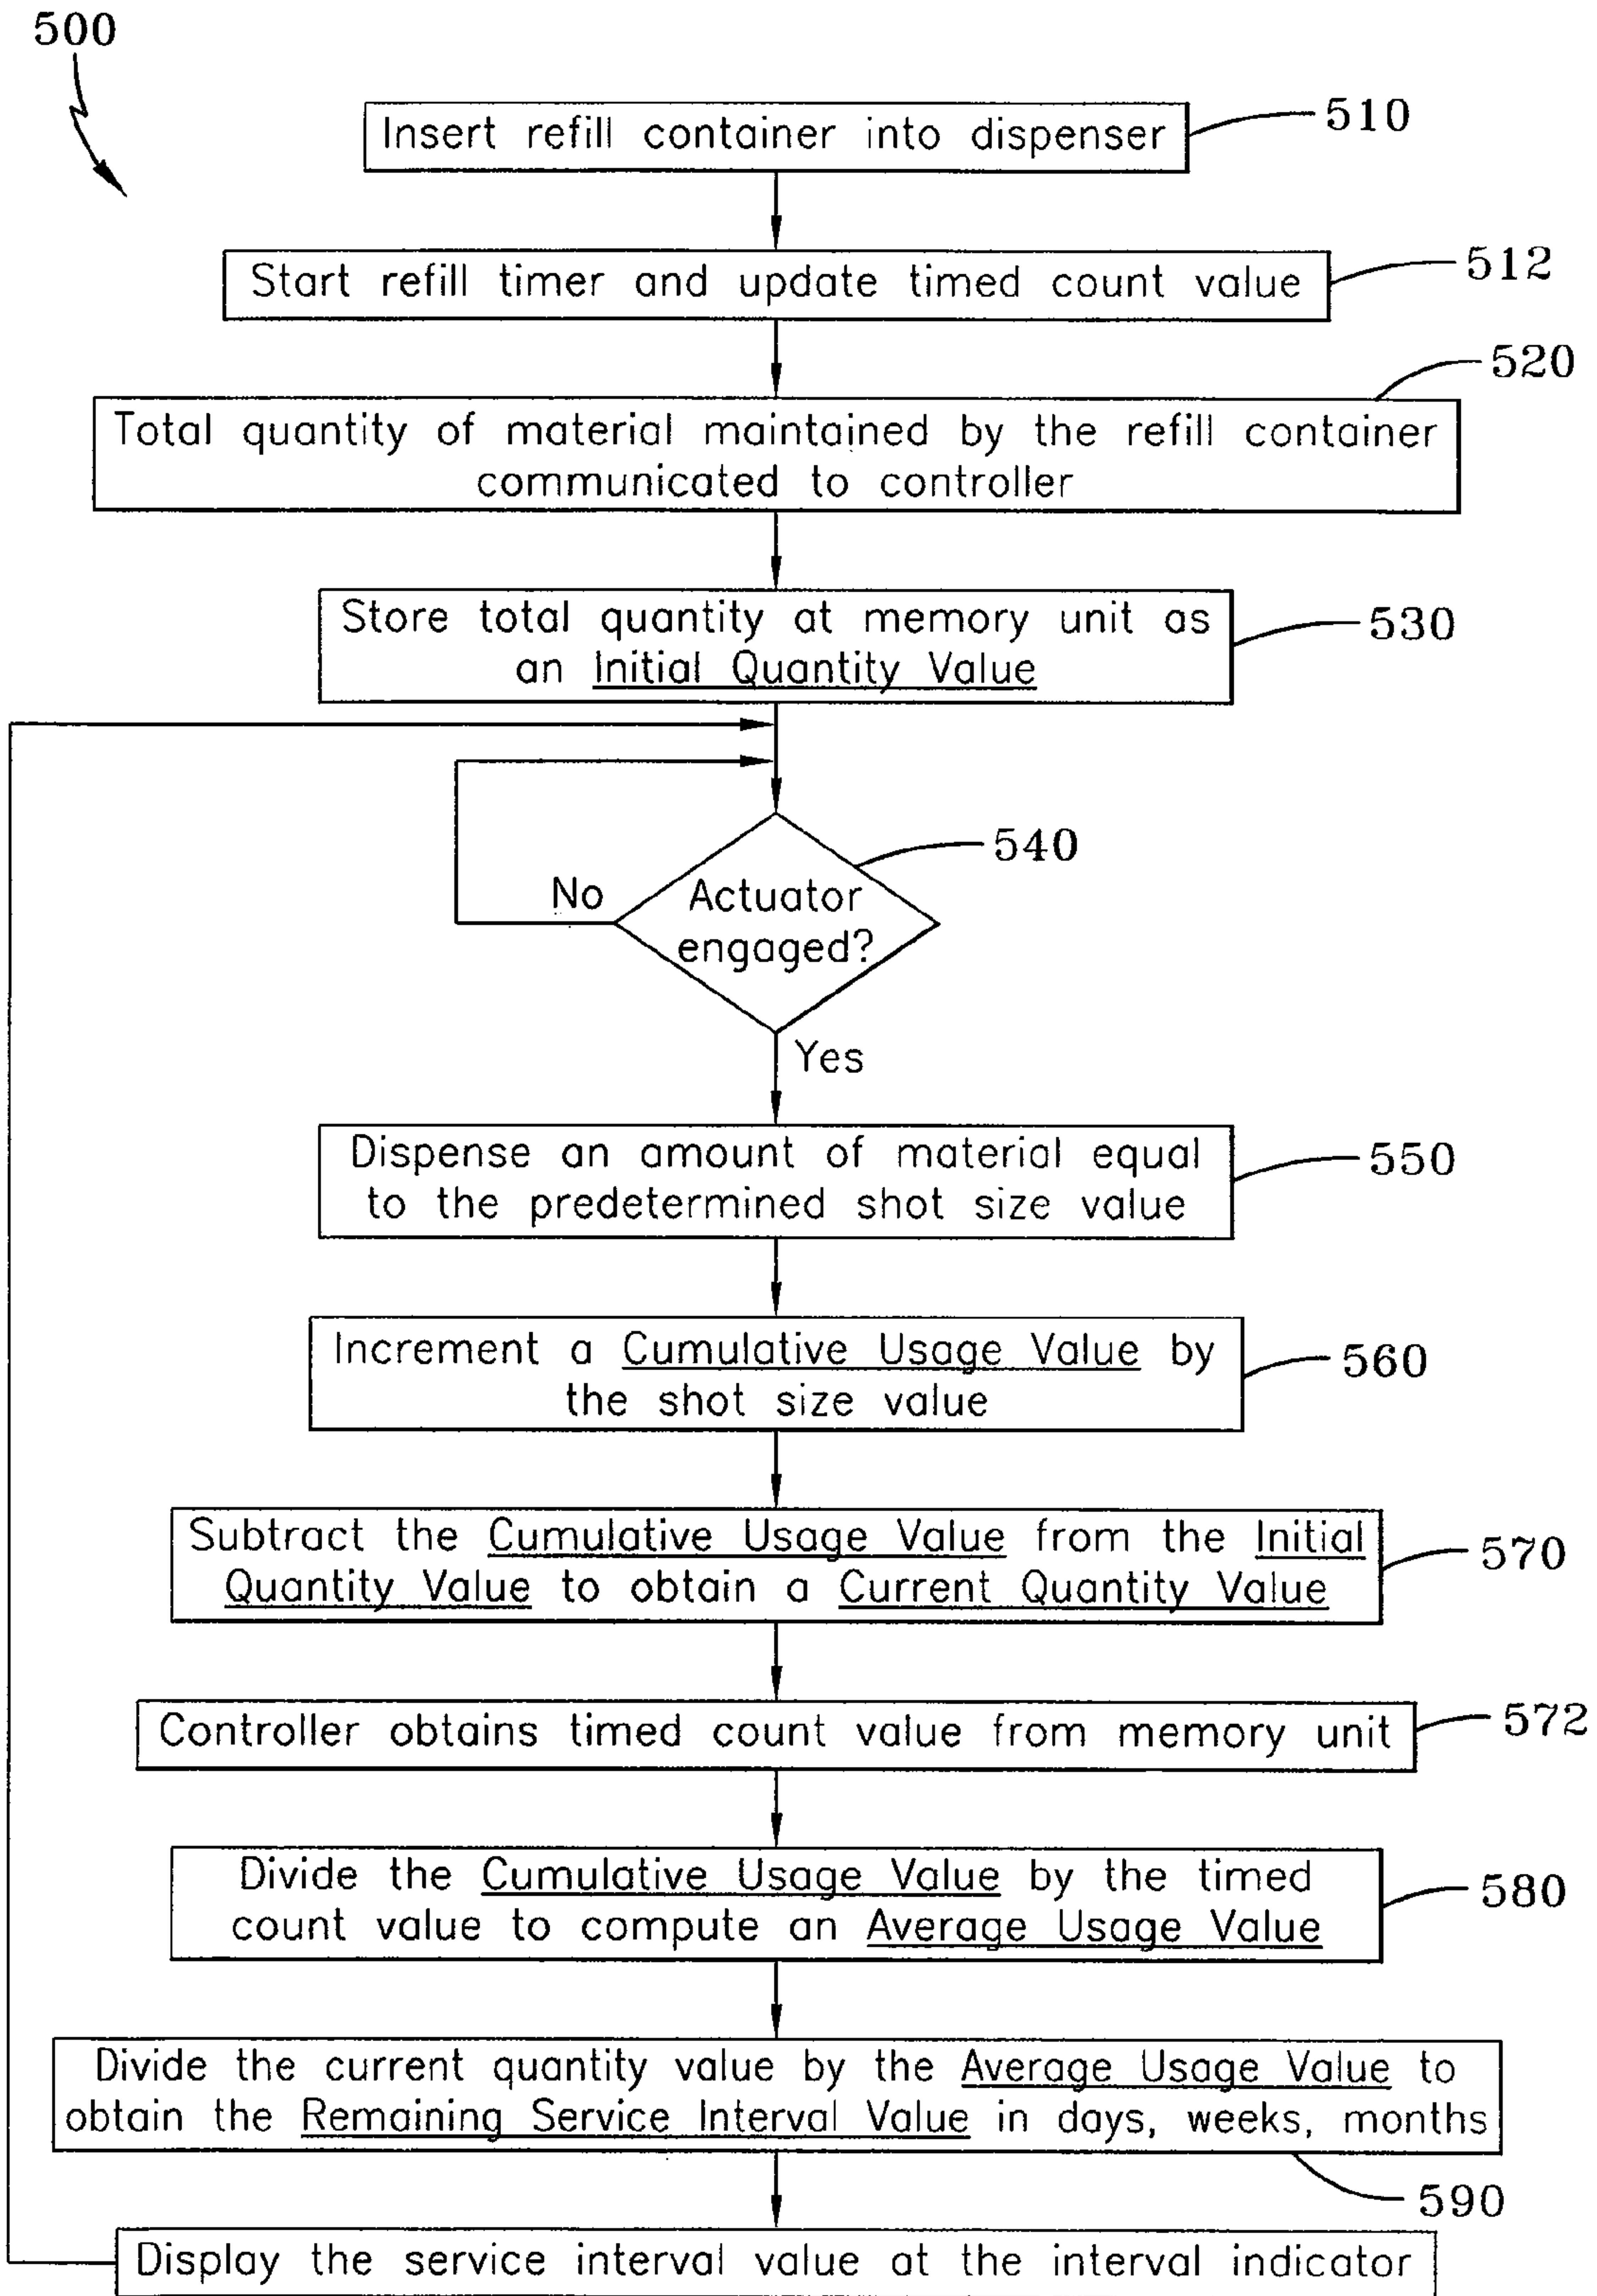 500
Insert refill container into dispenser
510
Start refill timer and update timed count value
512
520
Total quantity of material maintained by the refill container
communicated to controller
Store total quantity at memory unit as
an Initial Quantity Value
530
540
No
Actuator
engaged?
Yes
Dispense an amount of material equal
to the predetermined shot size value
550
Increment a Cumulative Usage Value by
the shot size value
560
Subtract the Cumulative Usage Value from the Initial
Quantity Value to obtain a Current Quantity Value
570
Controller obtains timed count value from memory unit
572
Divide the Cumulative Usage Value by the timed
count value to compute an Average Usage Value
580
Divide the current quantity value by the Average Usage Value to
obtain the Remaining Service Interval Value in days, weeks, months
590
Display the service interval value at the interval indicator